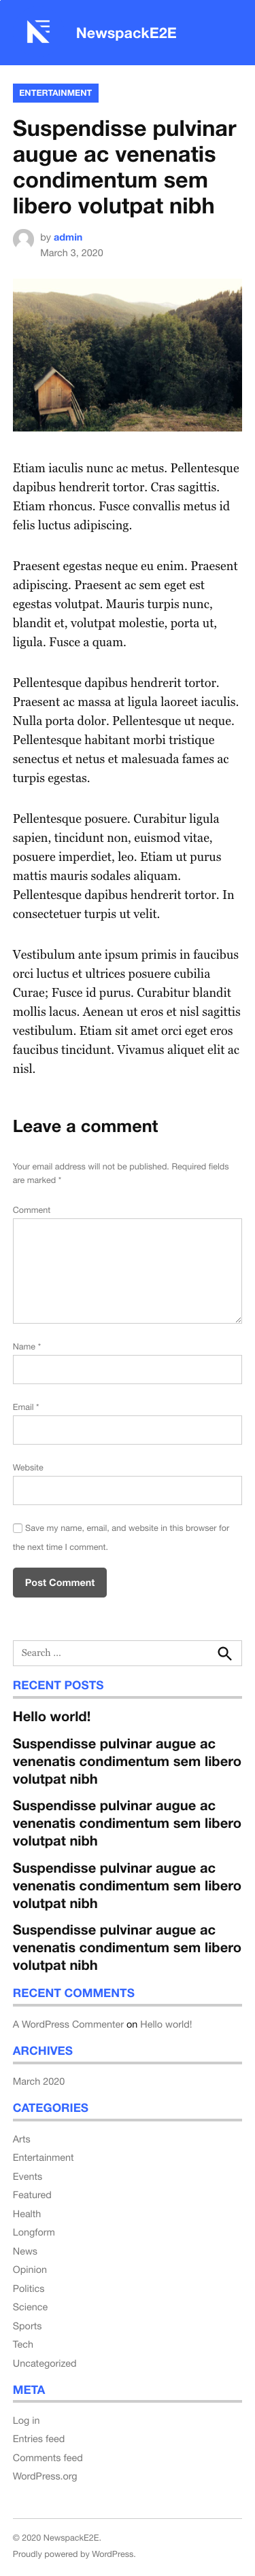 NewspackE2E
ENTERTAINMENT
Suspendisse pulvinar
augue ac venenatis
condimentum sem
libero volutpat nibh
by admin
March 3, 2020
Etiam iaculis nunc ac metus. Pellentesque
dapibus hendrerit tortor. Cras sagittis.
Etiam rhoncus. Fusce convallis metus id
felis luctus adipiscing.
Praesent egestas neque eu enim. Praesent
adipiscing. Praesent ac sem eget est
egestas volutpat. Mauris turpis nunc,
blandit et, volutpat molestie, porta ut,
ligula. Fusce a quam.
Pellentesque dapibus hendrerit tortor.
Praesent ac massa at ligula laoreet iaculis.
Nulla porta dolor. Pellentesque ut neque.
Pellentesque habitant morbi tristique
senectus et netus et malesuada fames ac
turpis egestas.
Pellentesque posuere. Curabitur ligula
sapien, tincidunt non, euismod vitae,
posuere imperdiet, leo. Etiam ut purus
mattis mauris sodales aliquam.
Pellentesque dapibus hendrerit tortor. In
consectetuer turpis ut velit.
Vestibulum ante ipsum primis in faucibus
orci luctus et ultrices posuere cubilia
Curae; Fusce id purus. Curabitur blandit
mollis lacus. Aenean ut eros et nisl sagittis
vestibulum. Etiam sit amet orci eget eros
faucibus tincidunt. Vivamus aliquet elit ac
nisl.
Leave a comment
Your email address will not be published. Required fields
are marked *
Comment
Name *
Email *
Website
Save my name, email, and website in this browser for
the next time I comment.
Post Comment
Search ...
RECENT POSTS
Hello world!
Suspendisse pulvinar augue ac
venenatis condimentum sem libero
volutpat nibh
Suspendisse pulvinar augue ac
venenatis condimentum sem libero
volutpat nibh
Suspendisse pulvinar augue ac
venenatis condimentum sem libero
volutpat nibh
Suspendisse pulvinar augue ac
venenatis condimentum sem libero
volutpat nibh
RECENT COMMENTS
A WordPress Commenter on Hello world!
ARCHIVES
March 2020
CATEGORIES
Arts
Entertainment
Events
Featured
Health
Longform
News
Opinion
Politics
Science
Sports
Tech
Uncategorized
META
Log in
Entries feed
Comments feed
WordPress.org
© 2020 NewspackE2E.
Proudly powered by WordPress.